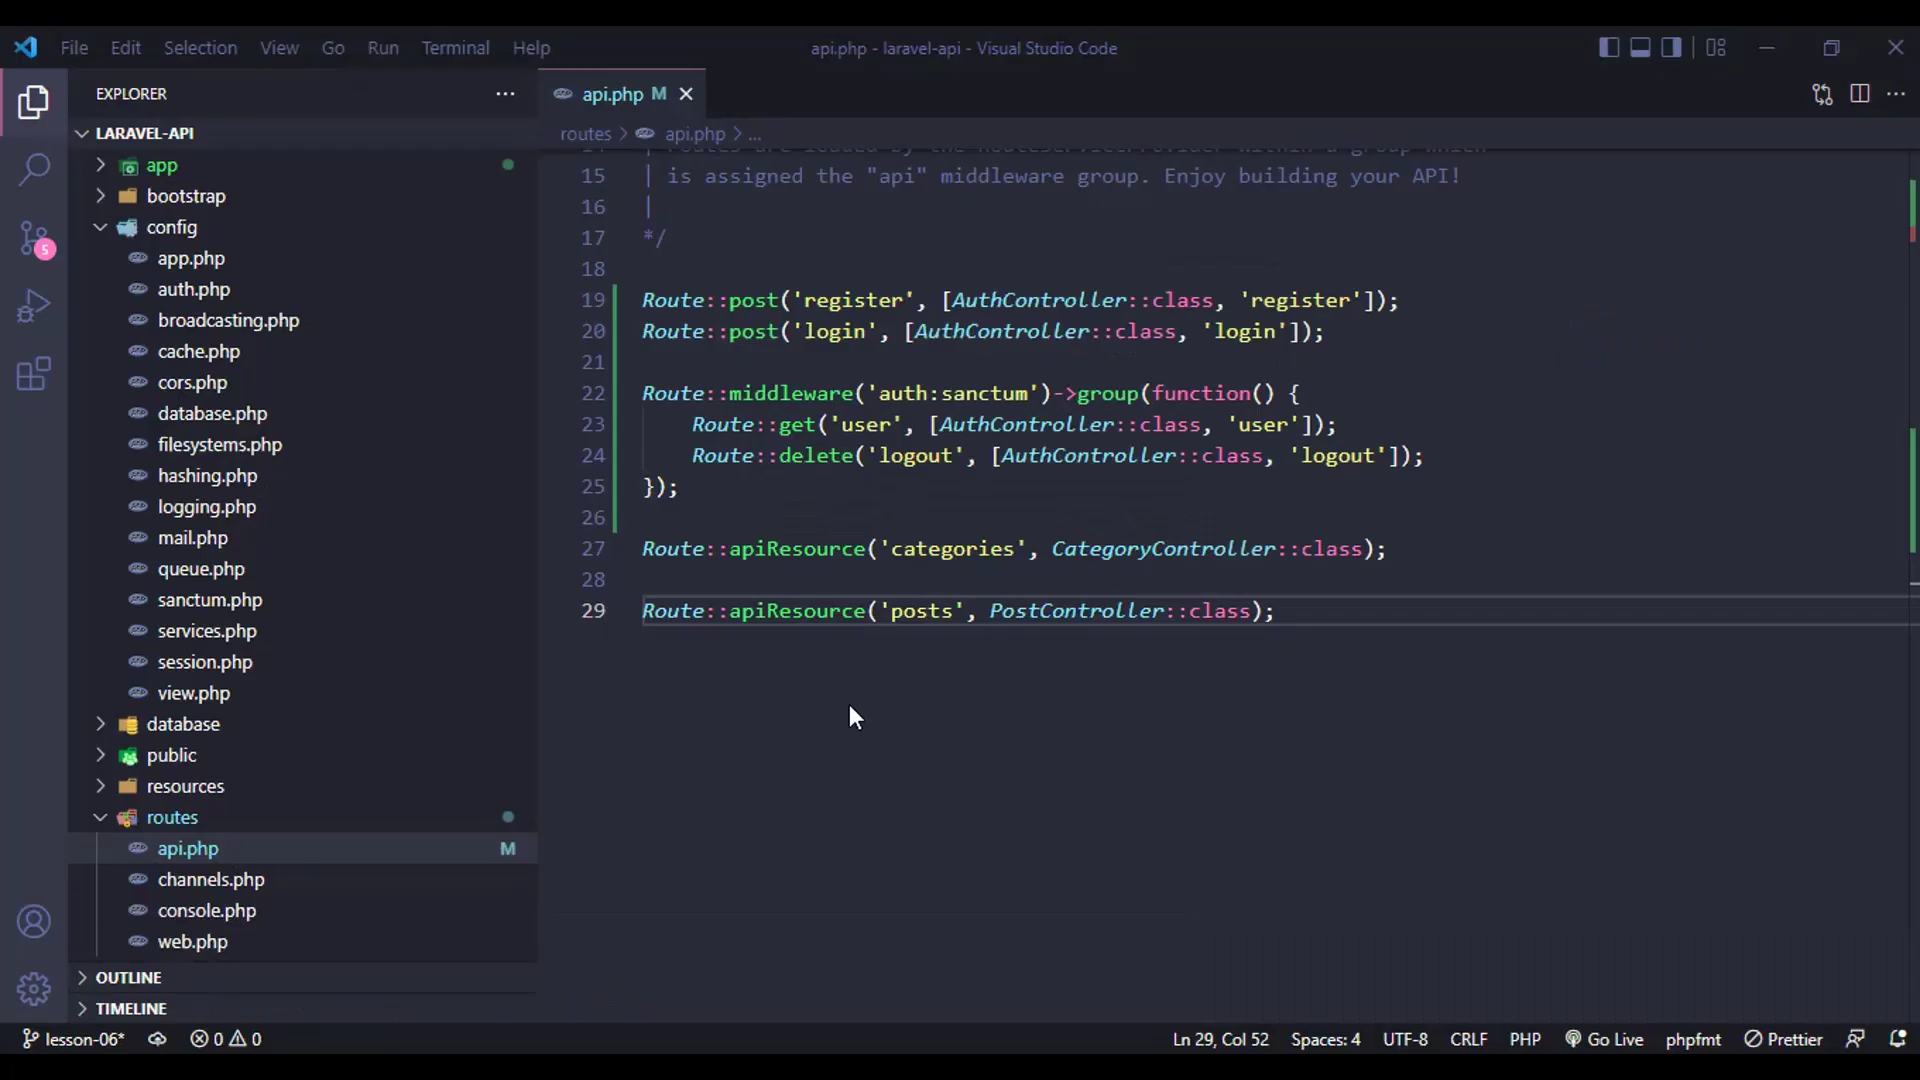 File Edit Selection View Go Run Terminal Help
api.php - laravel-api - Visual Studio Code
EXPLORER
api.php M
LARAVEL-API
routes > api.php > ...
app
bootstrap
config
app.php
auth.php
broadcasting.php
cache.php
cors.php
database.php
filesystems.php
hashing.php
logging.php
mail.php
queue.php
sanctum.php
services.php
session.php
view.php
database
public
resources
routes
api.php M
channels.php
console.php
web.php
OUTLINE
TIMELINE
5
15 | is assigned the "api" middleware group. Enjoy building your API!
16 |
17 */
18
19 Route::post('register', [AuthController::class, 'register']);
20 Route::post('login', [AuthController::class, 'login']);
21
22 Route::middleware('auth:sanctum')->group(function() {
23 Route::get('user', [AuthController::class, 'user']);
24 Route::delete('logout', [AuthController::class, 'logout']);
25 });
26
27 Route::apiResource('categories', CategoryController::class);
28
29 Route::apiResource('posts', PostController::class);
lesson-06* 0 0 Ln 29, Col 52 Spaces: 4 UTF-8 CRLF PHP Go Live phpfmt Prettier